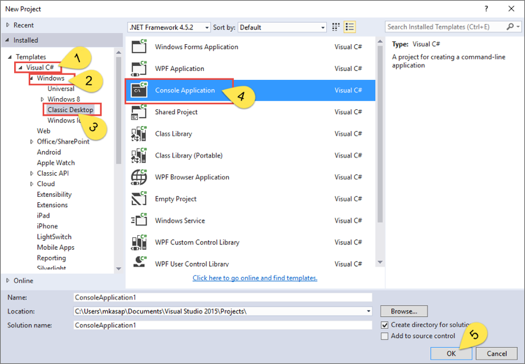 New Project
Recent
Installed
.NET Framework 4.5.2
Sort by:
Default
Search Installed Templates (Ctrl+E)
Templates
Visual C#
Windows
Universal
Windows 8
Classic Desktop
Web
Office/SharePoint
Android
Apple Watch
Classic API
Cloud
Extensibility
Extensions
iPad
iPhone
LightSwitch
Mobile Apps
Reporting
Silverlight
Online
1
2
3
Windows Forms Application Visual C#
WPF Application Visual C#
Console Application Visual C#
4
Shared Project Visual C#
Class Library Visual C#
Class Library (Portable) Visual C#
WPF Browser Application Visual C#
Empty Project Visual C#
Windows Service Visual C#
WPF Custom Control Library Visual C#
WPF User Control Library Visual C#
Click here to go online and find templates.
Type: Visual C#
A project for creating a command-line
application
Name: ConsoleApplication1
Location: C:\Users\mkasap\Documents\Visual Studio 2015\Projects\
Browse...
Solution name: ConsoleApplication1
Create directory for
Add to source control
5
OK
Cancel